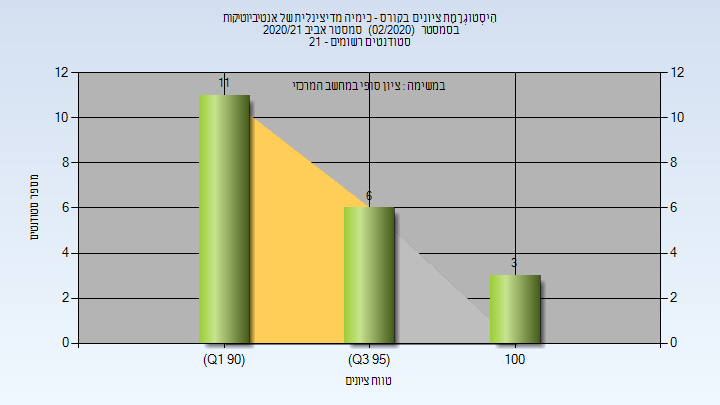 היסטוגרמת ציונים בקורס - כימיה מדיצינלית של אנטיביוטיקות
בסמסטר (02/2020) סמסטר אביב 2020/21
סטודנטים רשומים - 21
במשימה : ציון סופי במחשב המרכזי
12 12
10 10
8 8
6 6
4 4
2 2
0 0
11
6
3
מספר סטודנטים
(Q1 90) (Q3 95) 100
טווח ציונים